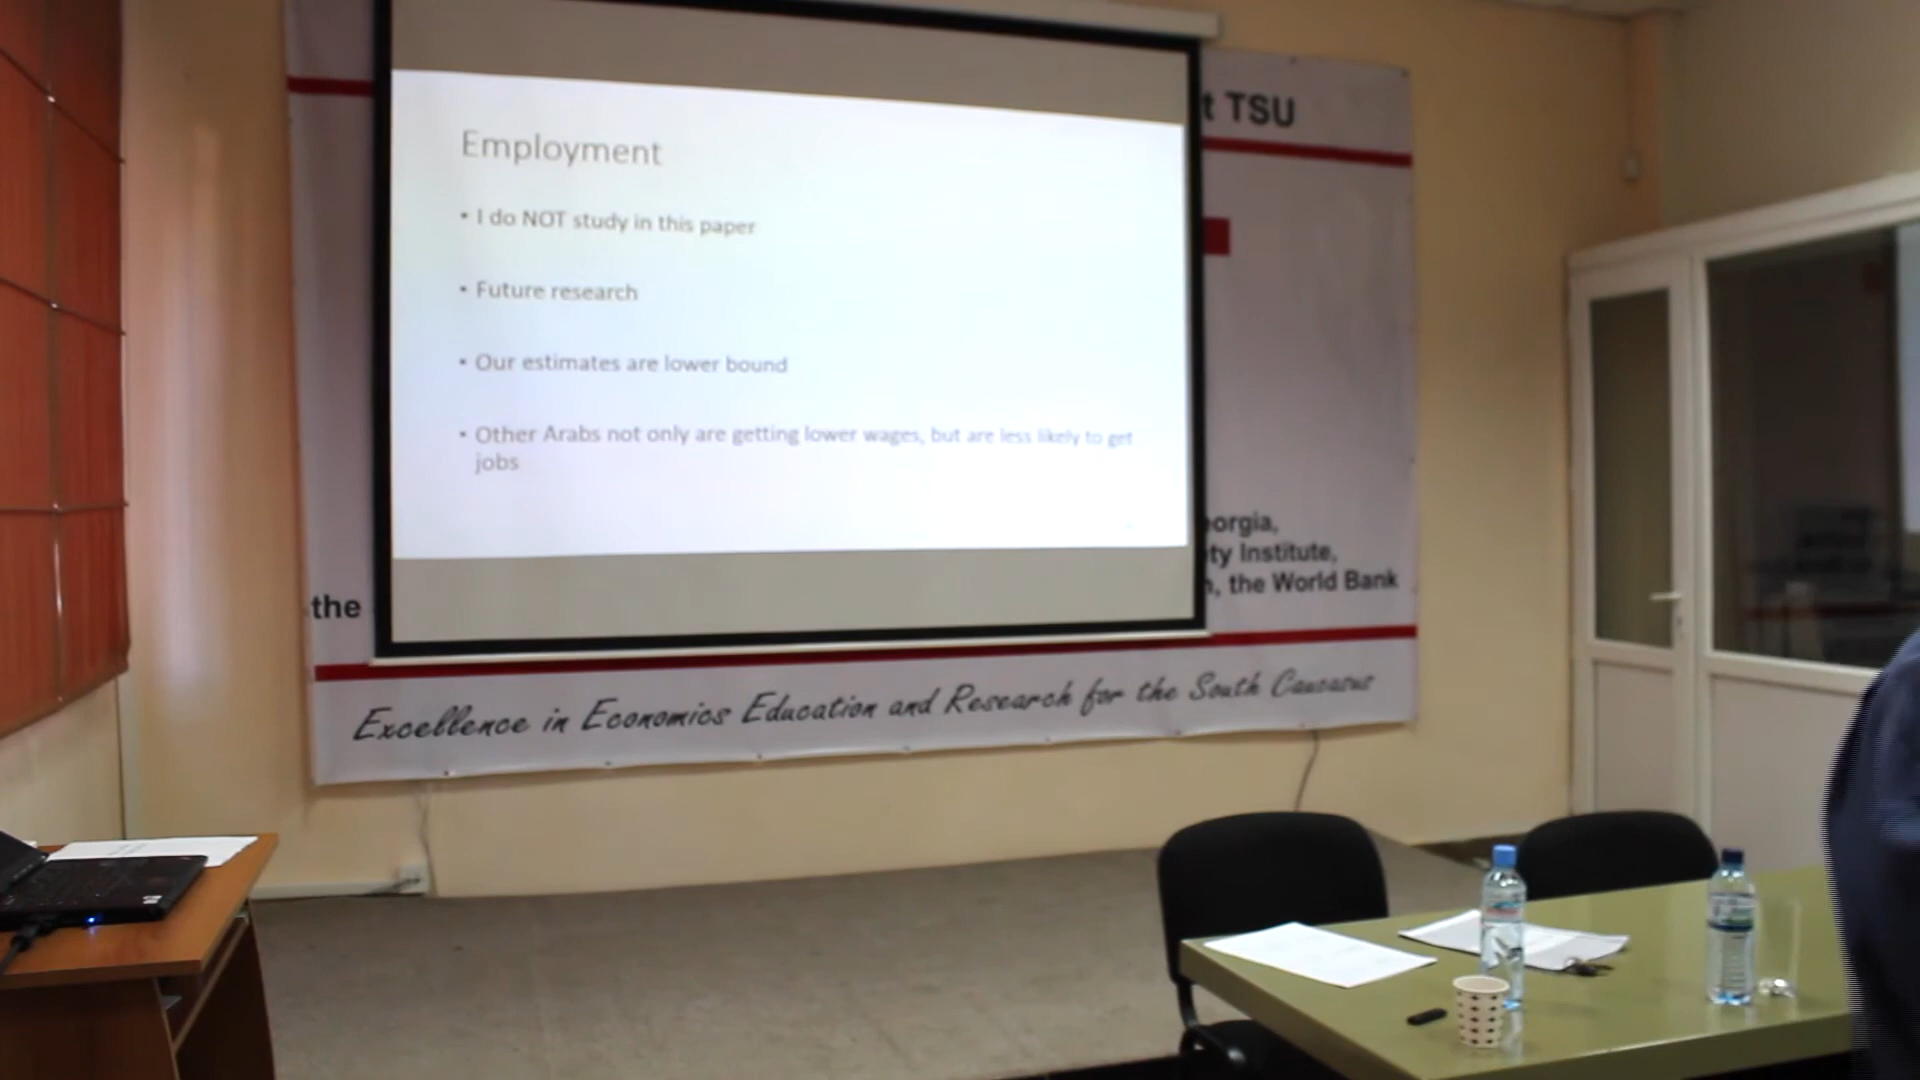 t TSU
Employment
• I do NOT study in this paper
• Future research
• Our estimates are lower bound
• Other Arabs not only are getting lower wages, but are less likely to get
jobs
orgia,
ty Institute,
the
, the World Bank
Excellence in Economics Education and Research for the South Caucasus